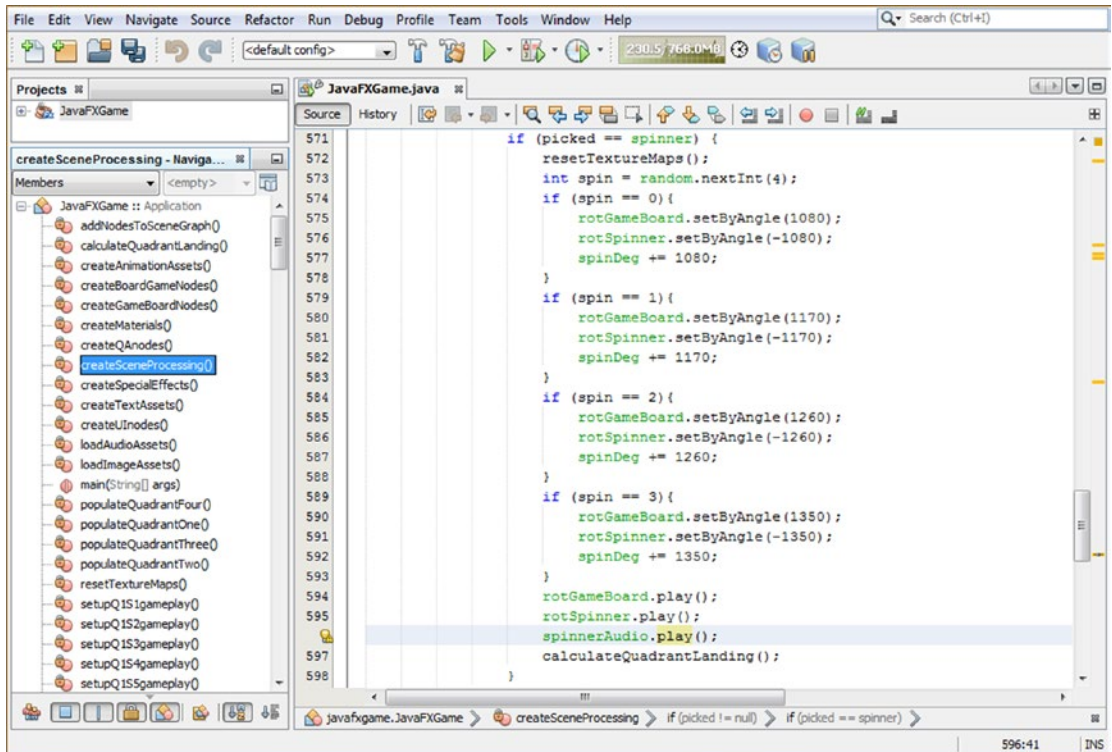 File Edit View Navigate Source Refactor Run Debug Profile Team Tools Window Help
Search (Ctrl+I)
<default config>
230.5/768.0MB
Projects
JavaFXGame
createSceneProcessing - Naviga...
Members
<empty>
JavaFXGame :: Application
addNodesToSceneGraph()
calculateQuadrantLanding()
createAnimationAssets()
createBoardGameNodes()
createGameBoardNodes()
createMaterials()
createQAnodes()
createSceneProcessing()
createSpecialEffects()
createTextAssets()
createUInodes()
loadAudioAssets()
loadImageAssets()
main(String[] args)
populateQuadrantFour()
populateQuadrantOne()
populateQuadrantThree()
populateQuadrantTwo()
resetTextureMaps()
setupQ1S1gameplay()
setupQ1S2gameplay()
setupQ1S3gameplay()
setupQ1S4gameplay()
setupQ1S5gameplay()
JavaFXGame.java
Source History
571 if (picked == spinner) {
572 resetTextureMaps();
573 int spin = random.nextInt(4);
574 if (spin == 0){
575 rotGameBoard.setByAngle(1080);
576 rotSpinner.setByAngle(-1080);
577 spinDeg += 1080;
578 }
579 if (spin == 1){
580 rotGameBoard.setByAngle(1170);
581 rotSpinner.setByAngle(-1170);
582 spinDeg += 1170;
583 }
584 if (spin == 2){
585 rotGameBoard.setByAngle(1260);
586 rotSpinner.setByAngle(-1260);
587 spinDeg += 1260;
588 }
589 if (spin == 3){
590 rotGameBoard.setByAngle(1350);
591 rotSpinner.setByAngle(-1350);
592 spinDeg += 1350;
593 }
594 rotGameBoard.play();
595 rotSpinner.play();
spinnerAudio.play();
597 calculateQuadrantLanding();
598 }
javafxgame.JavaFXGame createSceneProcessing if (picked != null) if (picked == spinner)
596:41 INS